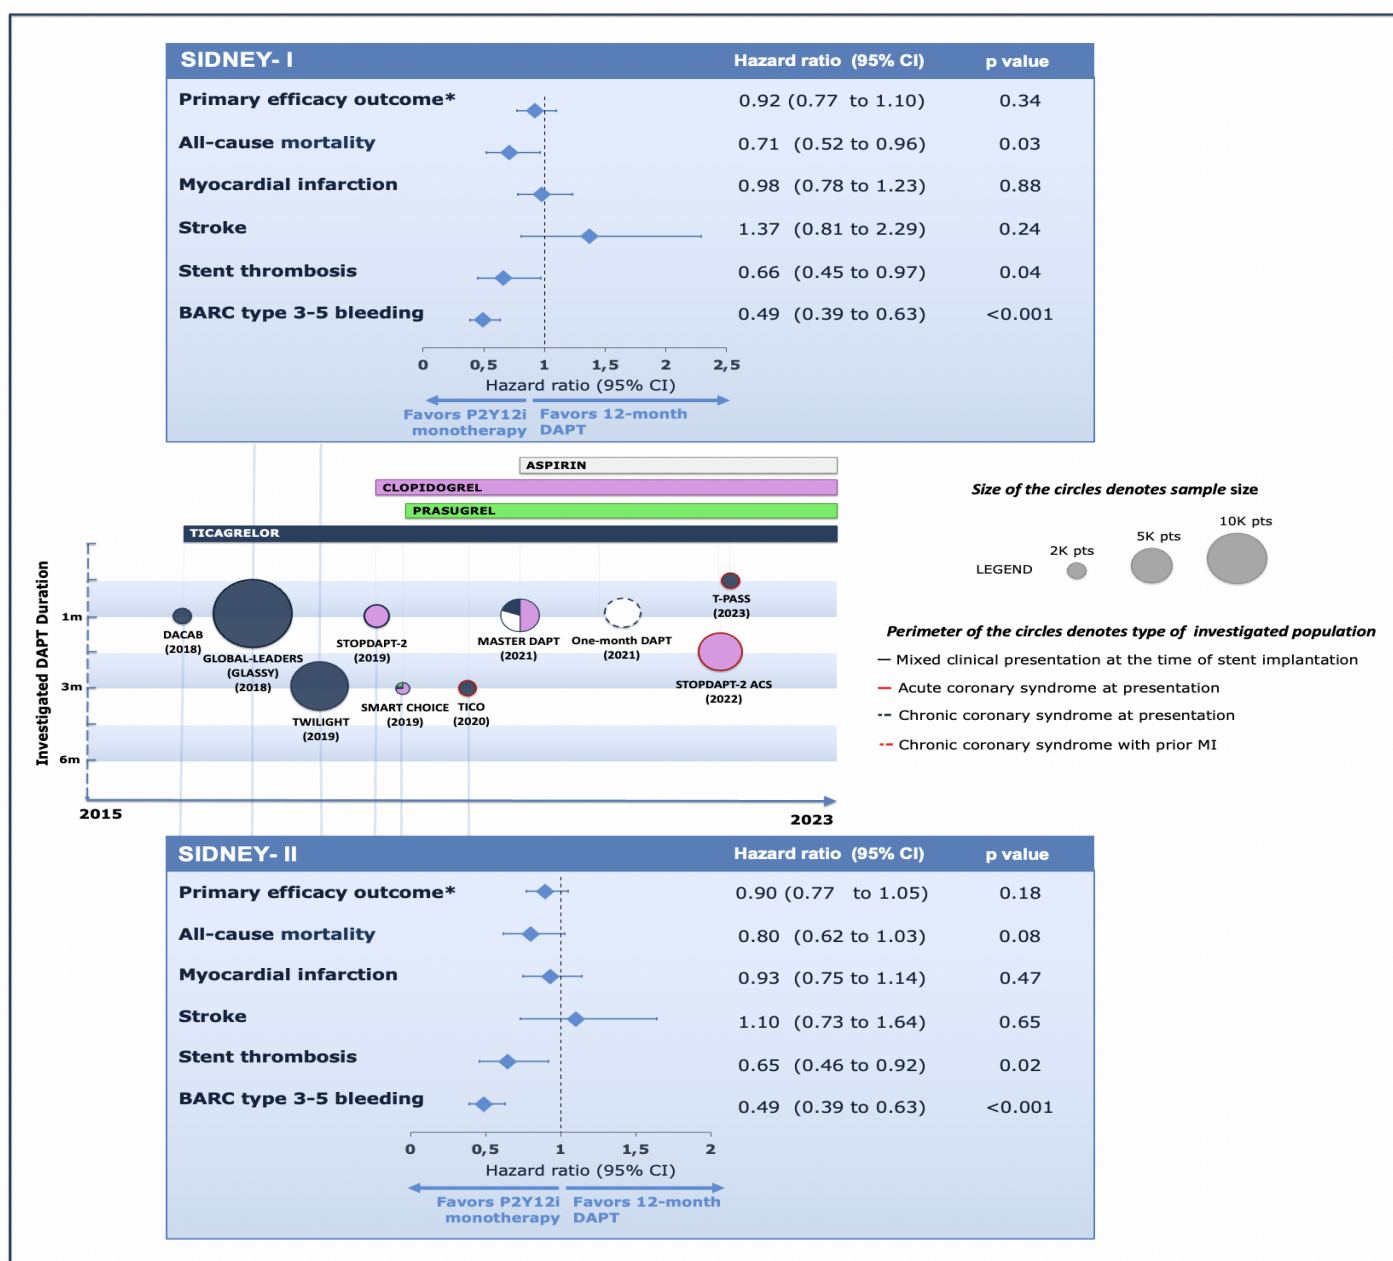 SIDNEY- I Hazard ratio (95% CI) p value
Primary efficacy outcome* 0.92 (0.77 to 1.10) 0.34
All-cause mortality 0.71 (0.52 to 0.96) 0.03
Myocardial infarction 0.98 (0.78 to 1.23) 0.88
Stroke 1.37 (0.81 to 2.29) 0.24
Stent thrombosis 0.66 (0.45 to 0.97) 0.04
BARC type 3-5 bleeding 0.49 (0.39 to 0.63) <0.001
0 0,5 1 1,5 2 2,5
Hazard ratio (95% CI)
Favors P2Y12i Favors 12-month
monotherapy DAPT
ASPIRIN
CLOPIDOGREL
PRASUGREL
TICAGRELOR
Investigated DAPT Duration
1m
3m
6m
DACAB
(2018)
GLOBAL-LEADERS
(GLASSY)
(2018)
TWILIGHT
(2019)
STOPDAPT-2
(2019)
SMART CHOICE
(2019)
TICO
(2020)
MASTER DAPT
(2021)
One-month DAPT
(2021)
T-PASS
(2023)
STOPDAPT-2 ACS
(2022)
2015
2023
Size of the circles denotes sample size
LEGEND
2K pts
5K pts
10K pts
Perimeter of the circles denotes type of investigated population
Mixed clinical presentation at the time of stent implantation
Acute coronary syndrome at presentation
Chronic coronary syndrome at presentation
Chronic coronary syndrome with prior MI
SIDNEY- II Hazard ratio (95% CI) p value
Primary efficacy outcome* 0.90 (0.77 to 1.05) 0.18
All-cause mortality 0.80 (0.62 to 1.03) 0.08
Myocardial infarction 0.93 (0.75 to 1.14) 0.47
Stroke 1.10 (0.73 to 1.64) 0.65
Stent thrombosis 0.65 (0.46 to 0.92) 0.02
BARC type 3-5 bleeding 0.49 (0.39 to 0.63) <0.001
0 0,5 1 1,5 2
Hazard ratio (95% CI)
Favors P2Y12i Favors 12-month
monotherapy DAPT